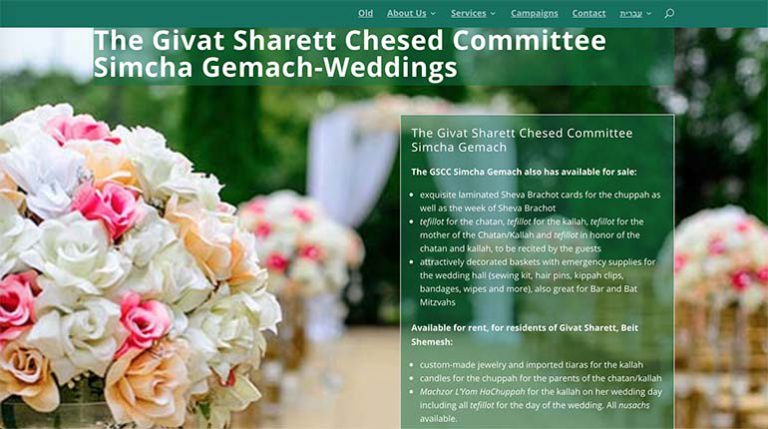 Old About Us Services Campaigns Contact עברית
The Givat Sharett Chesed Committee
Simcha Gemach-Weddings
The Givat Sharett Chesed Committee
Simcha Gemach
The GSCC Simcha Gemach also has available for sale:
• exquisite laminated Sheva Brachot cards for the chuppah as
well as the week of Sheva Brachot
• tefillot for the chatan, tefillot for the kallah, tefillot for the
mother of the Chatan/Kallah and tefillot in honor of the
chatan and kallah, to be recited by the guests
• attractively decorated baskets with emergency supplies for
the wedding hall (sewing kit, hair pins, kippah clips,
bandages, wipes and more), also great for Bar and Bat
Mitzvahs
Available for rent, for residents of Givat Sharett, Beit
Shemesh:
• custom-made jewelry and imported tiaras for the kallah
• candles for the chuppah for the parents of the chatan/kallah
• Machzor L'Yom HaChuppah for the kallah on her wedding day
including all tefillot for the day of the wedding. All nusachs
available.